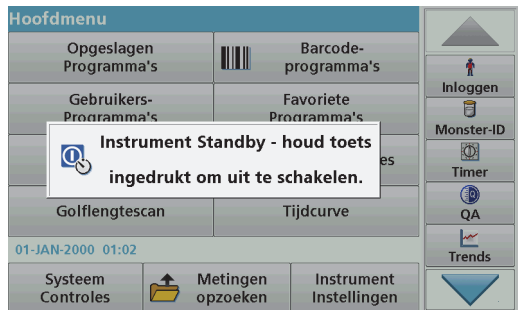 Hoofdmenu
Opgeslagen
Programma's
Barcode-
programma's
Gebruikers-
Programma's
Favoriete
Programma's
Instrument Standby - houd toets
ingedrukt om uit te schakelen.
es
Golflengtescan
Tijdcurve
01-JAN-2000 01:02
Systeem
Controles
Metingen
opzoeken
Instrument
Instellingen
Inloggen
Monster-ID
Timer
QA
Trends